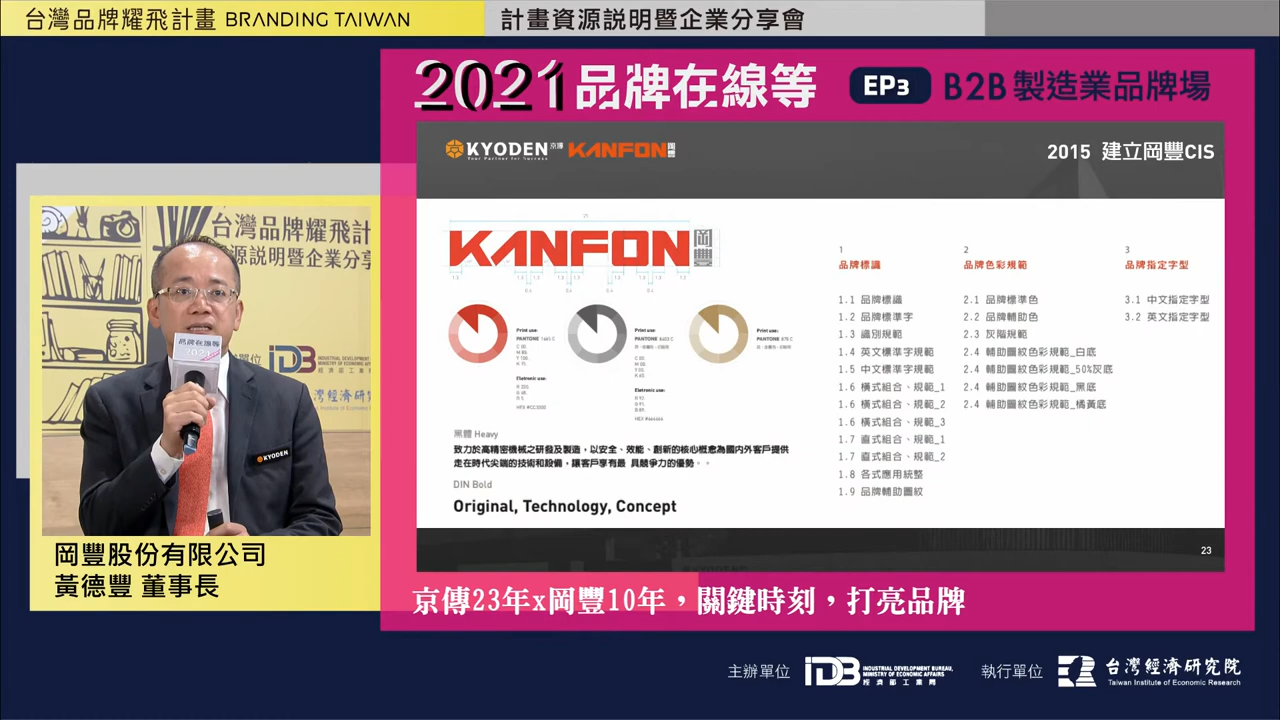 台灣品牌耀飛計畫 BRANDING TAIWAN
計畫資源説明暨企業分享會
2021品牌在線等 EP3 B2B 製造業品牌場
KYODEN 京傳 KANFON 岡豐
Your Partner for Success
2015 建立岡豐CIS
KANFON 岡豐
Print use:
PANTONE 1665 C
Eletronic use:
Print use:
Eletronic use:
Print use:
黑體 Heavy
致力於高精密機械之研發及製造，以安全、效能、創新的核心概念為國內外客戶提供
走在時代尖端的技術和設備，讓客戶享有最 具競爭力的優勢。。
DIN Bold
Original, Technology, Concept
1
品牌標識
1.1 品牌標識
1.2 品牌標準字
1.3 識別規範
1.4 英文標準字規範
1.5 中文標準字規範
1.6 橫式組合、規範_1
1.6 橫式組合、規範_2
1.6 橫式組合、規範_3
1.7 直式組合、規範_1
1.7 直式組合、規範_2
1.8 各式應用統整
1.9 品牌輔助圖紋
2
品牌色彩規範
2.1 品牌標準色
2.2 品牌輔助色
2.3 灰階規範
2.4 輔助圖紋色彩規範_白底
2.4 輔助圖紋色彩規範_50%灰底
2.4 輔助圖紋色彩規範_黑底
2.4 輔助圖紋色彩規範_橘黃底
3
品牌指定字型
3.1 中文指定字型
3.2 英文指定字型
23
台灣品牌耀飛計
源説明暨企業分享
品牌在線等
2021
辦單位 IDB
KYODEN
岡豐股份有限公司
黃德豐 董事長
京傳23年x岡豐10年，關鍵時刻，打亮品牌
主辦單位 IDB INDUSTRIAL DEVELOPMENT BUREAU,
MINISTRY OF ECONOMIC AFFAIRS
經濟部工業局
執行單位 台灣經濟研究院
Taiwan Institute of Economic Research